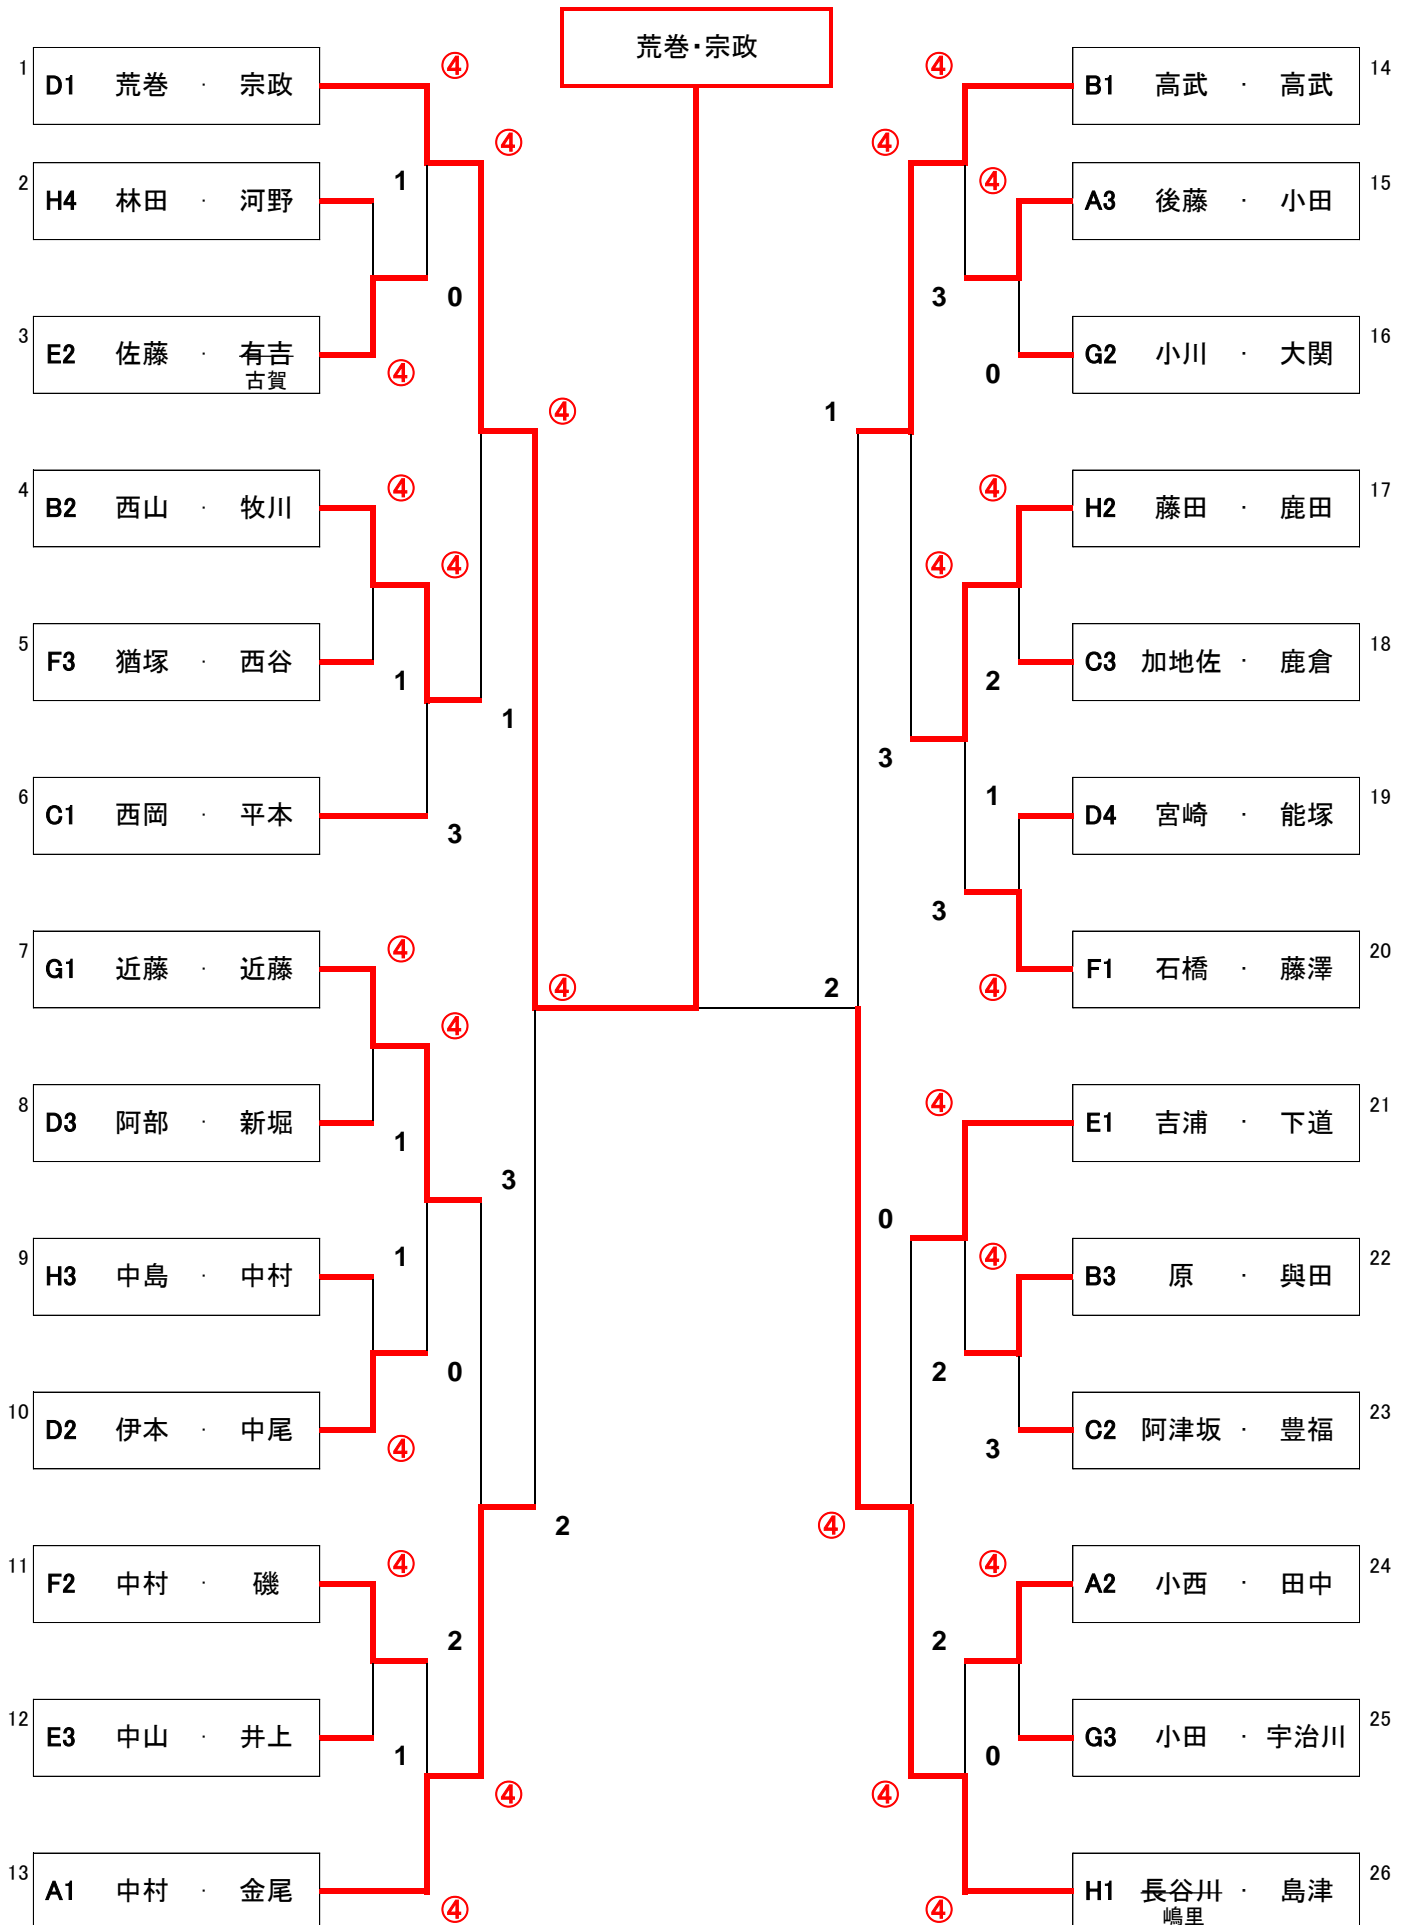 荒巻・宗政
1 D1 荒巻 ・ 宗政 ④
④
2 H4 林田 ・ 河野 1
0
3 E2 佐藤 ・ 有吉
古賀 ④
④
4 B2 西山 ・ 牧川 ④
④
5 F3 猶塚 ・ 西谷
1
1
6 C1 西岡 ・ 平本
3
7 G1 近藤 ・ 近藤 ④
④
④
8 D3 阿部 ・ 新堀
1
3
9 H3 中島 ・ 中村 1
0
10 D2 伊本 ・ 中尾
④
2
11 F2 中村 ・ 磯 ④
2
12 E3 中山 ・ 井上
1
④
13 A1 中村 ・ 金尾
④
④ B1 高武 ・ 高武 14
④
④ A3 後藤 ・ 小田 15
3
G2 小川 ・ 大関 16
0
1
④ H2 藤田 ・ 鹿田 17
④
C3 加地佐 ・ 鹿倉 18
2
3
1 D4 宮崎 ・ 能塚 19
3
F1 石橋 ・ 藤澤 20
④
2
④ E1 吉浦 ・ 下道 21
0
④ B3 原 ・ 與田 22
2
C2 阿津坂 ・ 豊福 23
3
④
④ A2 小西 ・ 田中 24
2
G3 小田 ・ 宇治川 25
0
④
H1 長谷川 ・ 島津 26
嶋里
④